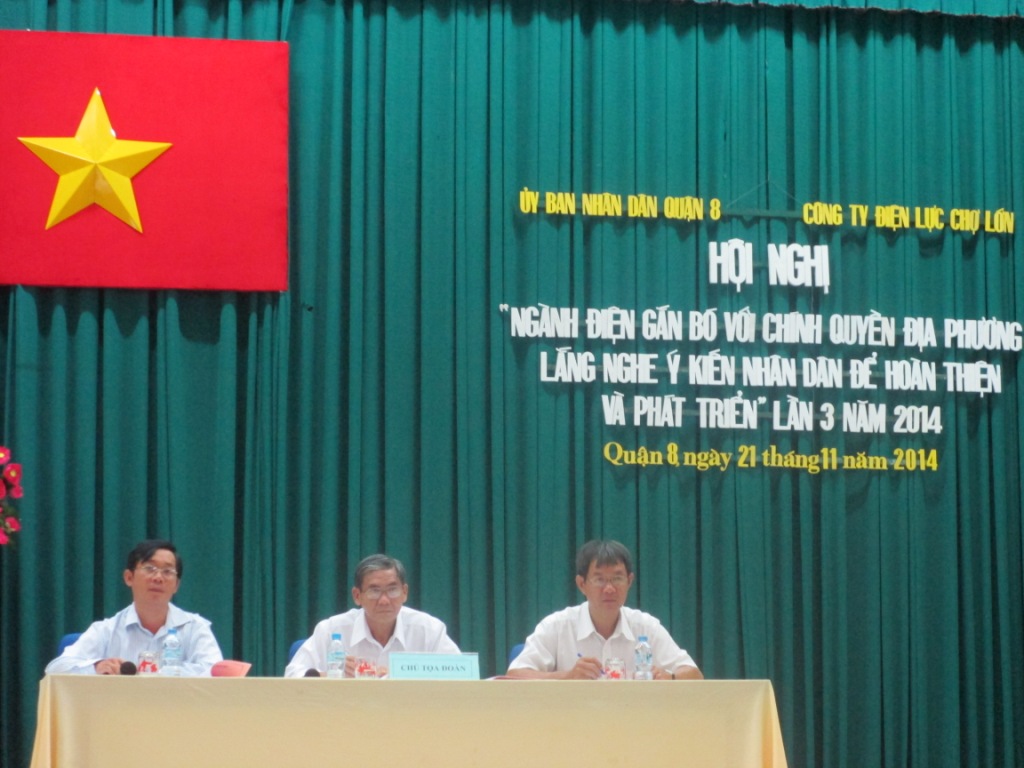 ỦY BAN NHÂN DÂN QUẬN 8 CÔNG TY ĐIỆN LỰC CHỢ LỚN
HỘI NGHỊ
"NGÀNH ĐIỆN GẮN BÓ VỚI CHÍNH QUYỀN ĐỊA PHƯƠNG
LẮNG NGHE Ý KIẾN NHÂN DÂN ĐỂ HOÀN THIỆN
VÀ PHÁT TRIỂN" LẦN 3 NĂM 2014
Quận 8, ngày 21 tháng 11 năm 2014
CHỦ TỌA ĐOÀN